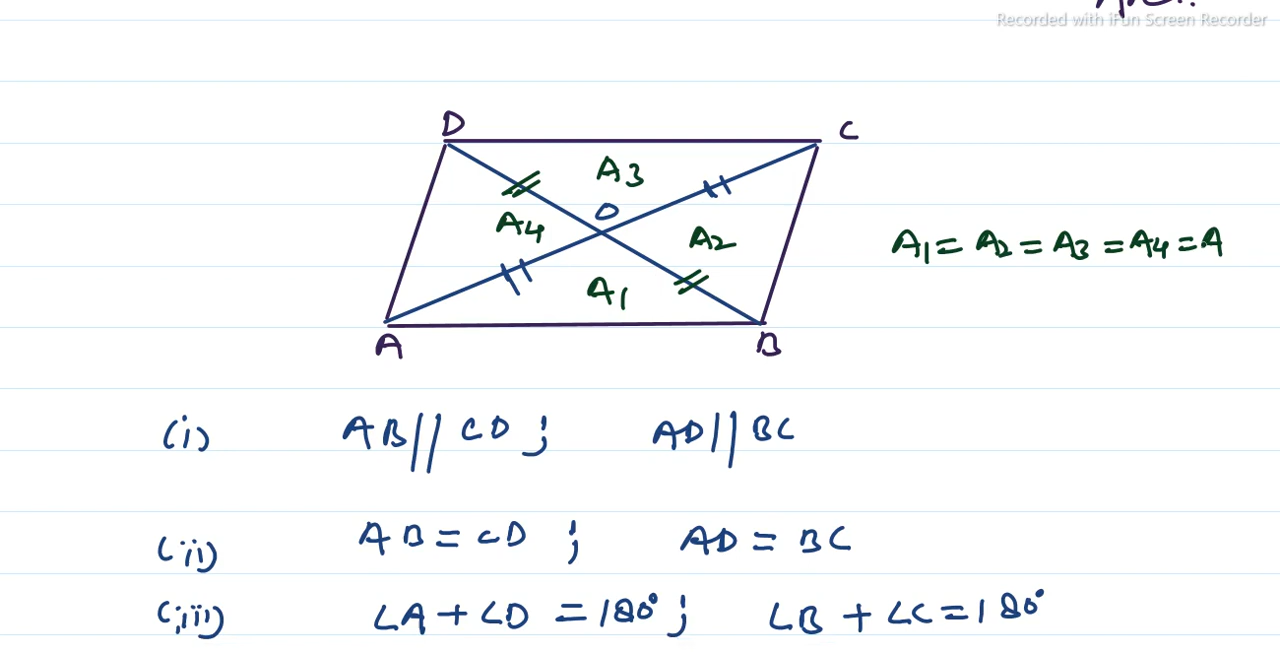 Recorded with iFun Screen Recorder
D C
A3
O
A4 A2
A1 = A2 = A3 = A4 = A
A1
A B
(i) AB || CD ; AD || BC
(ii) AB = CD ; AD = BC
(iii) ∠A + ∠D = 180° ; ∠B + ∠C = 180°